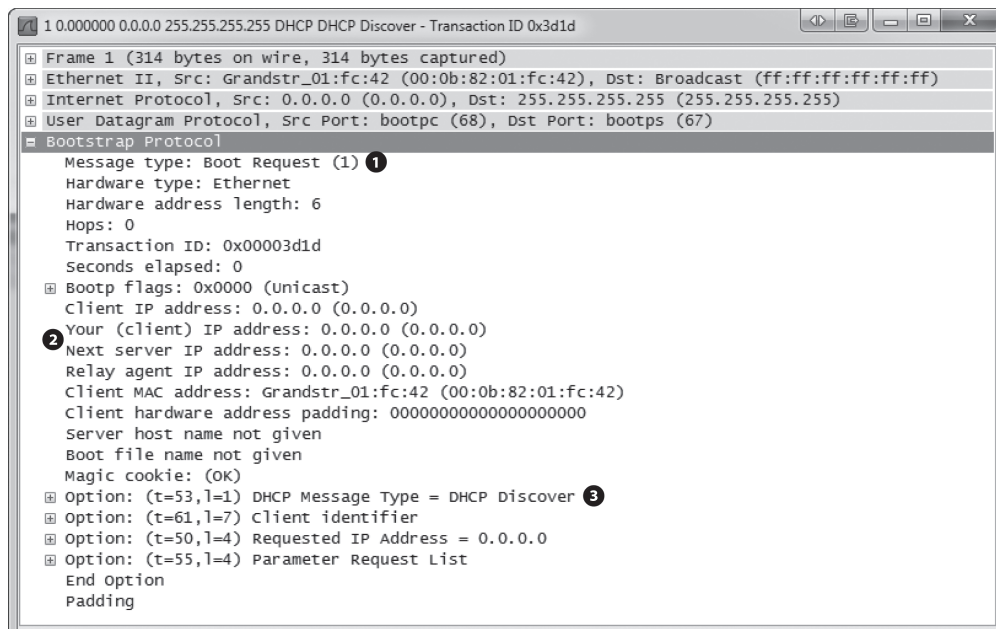 1 0.000000 0.0.0.0 255.255.255.255 DHCP DHCP Discover - Transaction ID 0x3d1d
Frame 1 (314 bytes on wire, 314 bytes captured)
Ethernet II, Src: Grandstr_01:fc:42 (00:0b:82:01:fc:42), Dst: Broadcast (ff:ff:ff:ff:ff:ff)
Internet Protocol, Src: 0.0.0.0 (0.0.0.0), Dst: 255.255.255.255 (255.255.255.255)
User Datagram Protocol, Src Port: bootpc (68), Dst Port: bootps (67)
Bootstrap Protocol
Message type: Boot Request (1) 1
Hardware type: Ethernet
Hardware address length: 6
Hops: 0
Transaction ID: 0x00003d1d
Seconds elapsed: 0
Bootp flags: 0x0000 (Unicast)
Client IP address: 0.0.0.0 (0.0.0.0)
Your (client) IP address: 0.0.0.0 (0.0.0.0)
2
Next server IP address: 0.0.0.0 (0.0.0.0)
Relay agent IP address: 0.0.0.0 (0.0.0.0)
Client MAC address: Grandstr_01:fc:42 (00:0b:82:01:fc:42)
Client hardware address padding: 00000000000000000000
Server host name not given
Boot file name not given
Magic cookie: (OK)
Option: (t=53,l=1) DHCP Message Type = DHCP Discover 3
Option: (t=61,l=7) Client identifier
Option: (t=50,l=4) Requested IP Address = 0.0.0.0
Option: (t=55,l=4) Parameter Request List
End Option
Padding